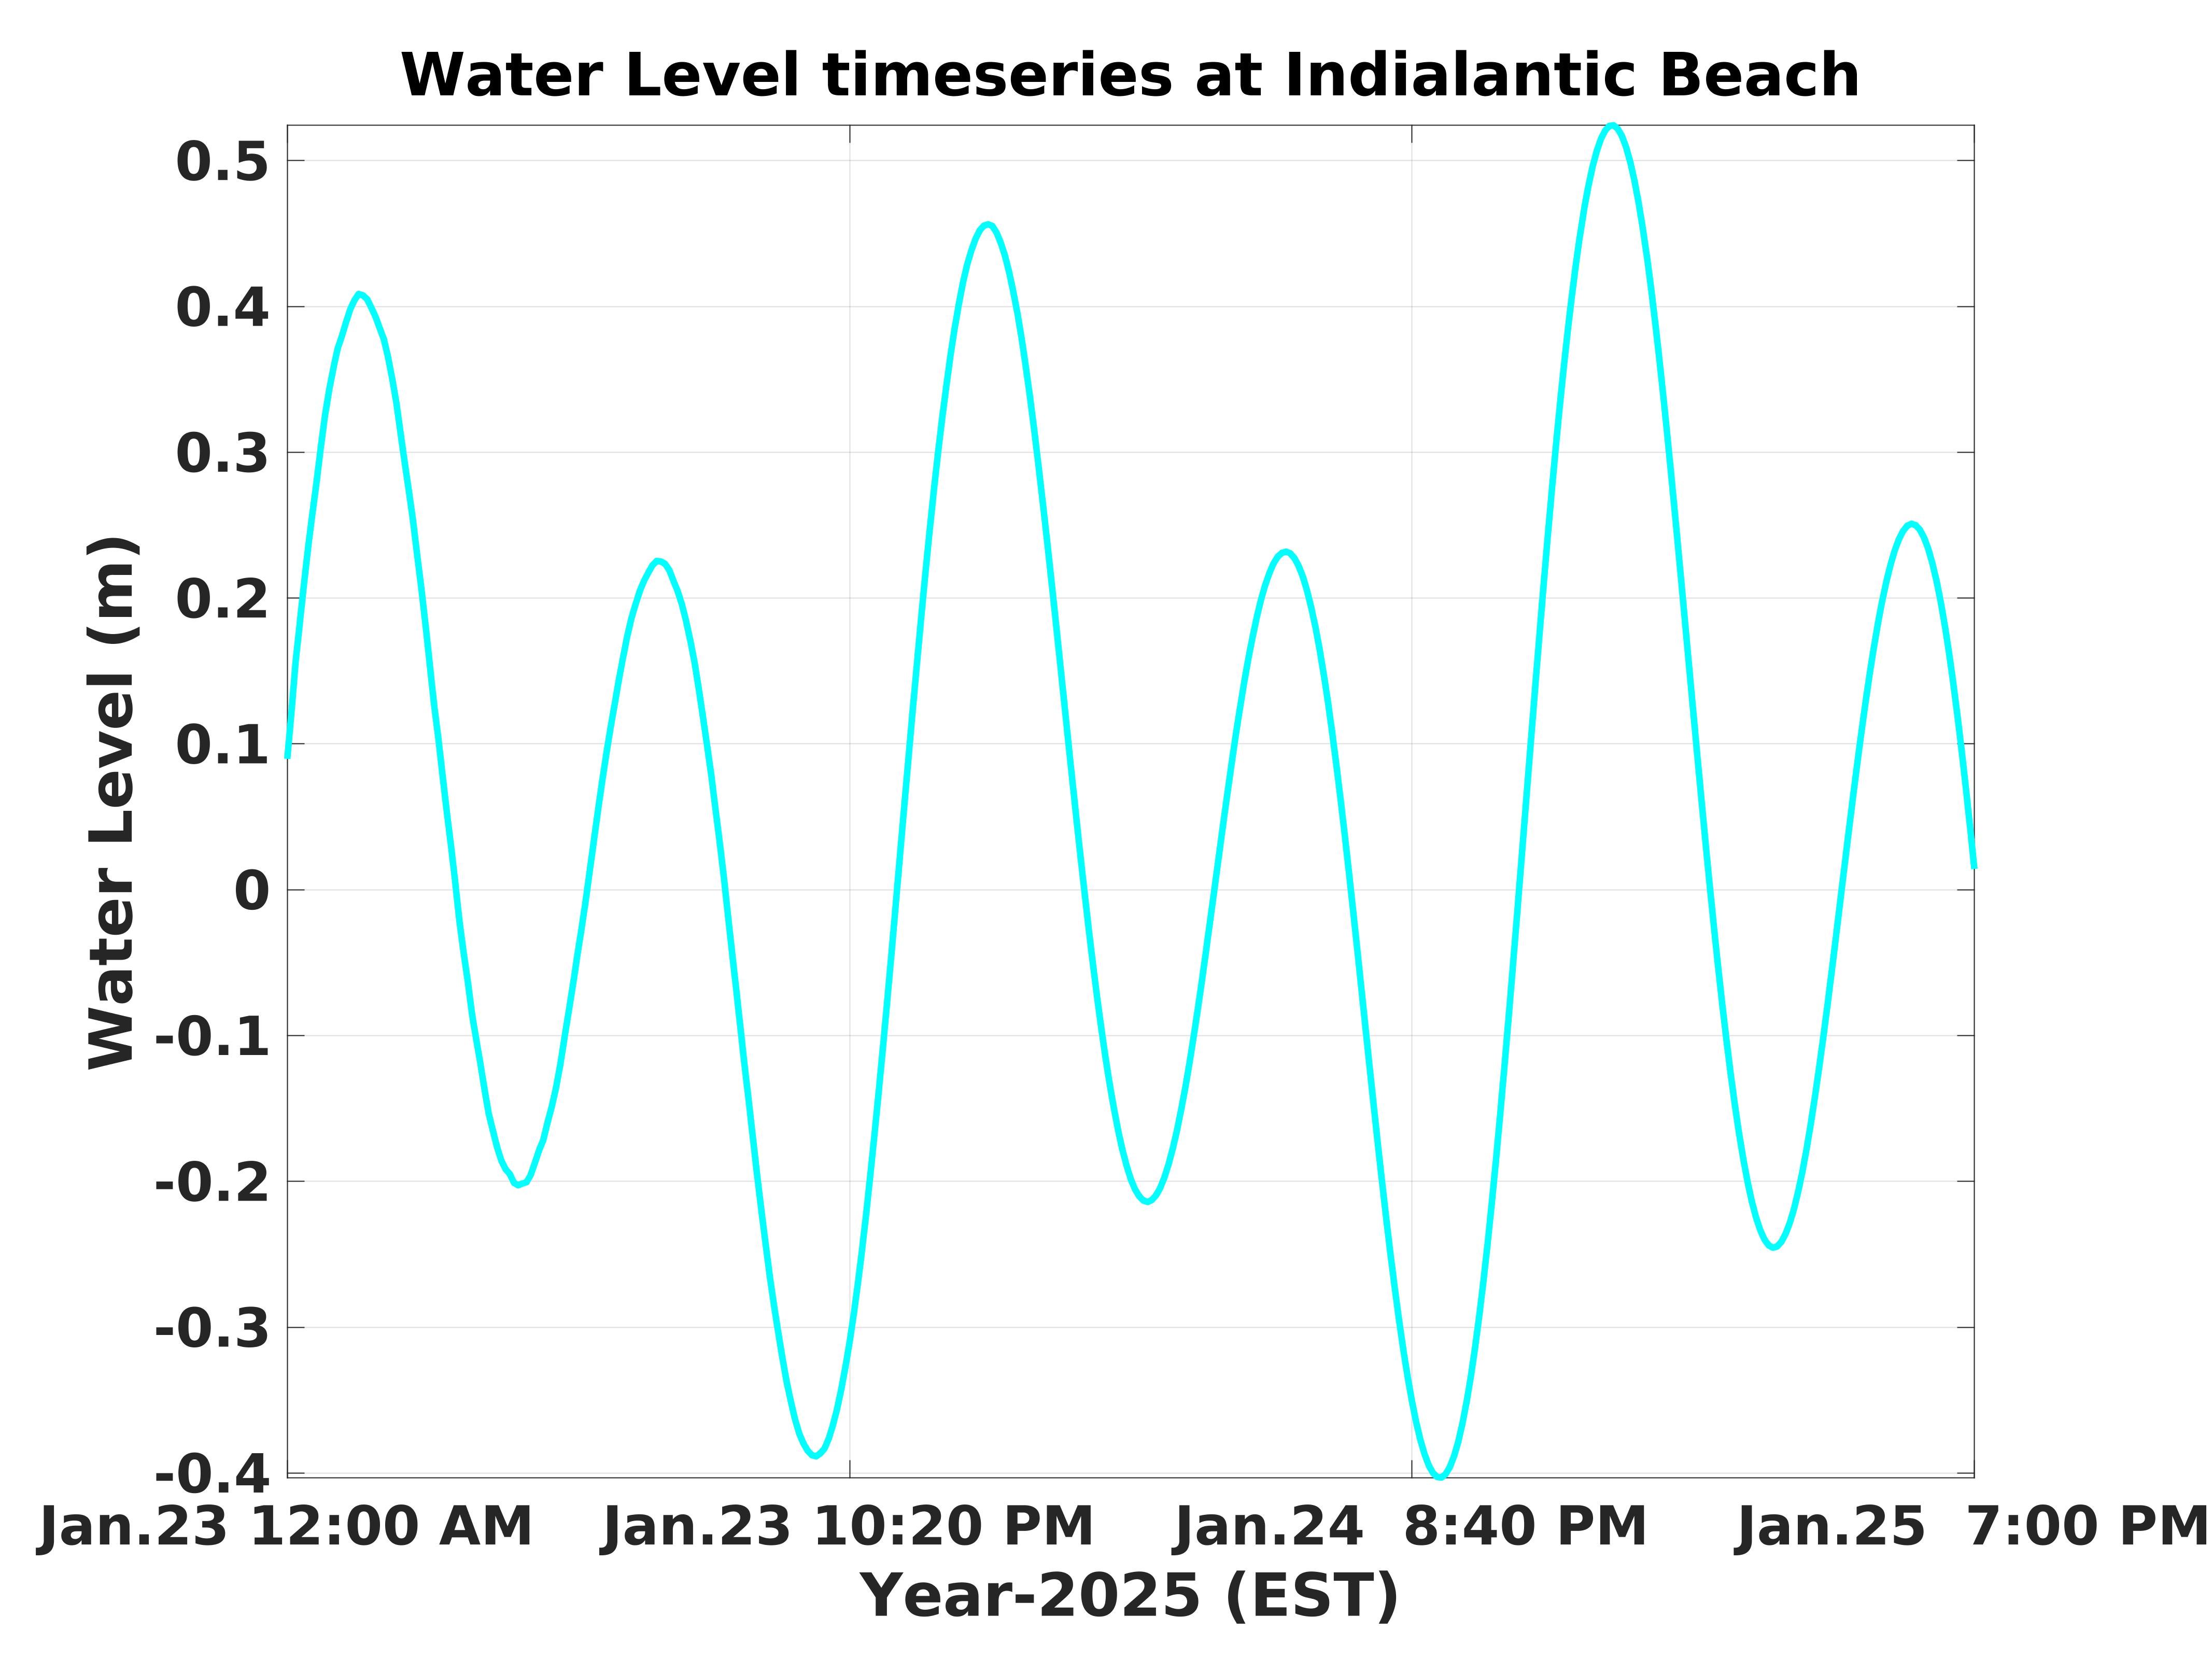 Water Level timeseries at Indialantic Beach
Water Level (m)
0.5
0.4
0.3
0.2
0.1
0
-0.1
-0.2
-0.3
-0.4
Jan.23 12:00 AM
Jan.23 10:20 PM
Jan.24 8:40 PM
Jan.25 7:00 PM
Year-2025 (EST)